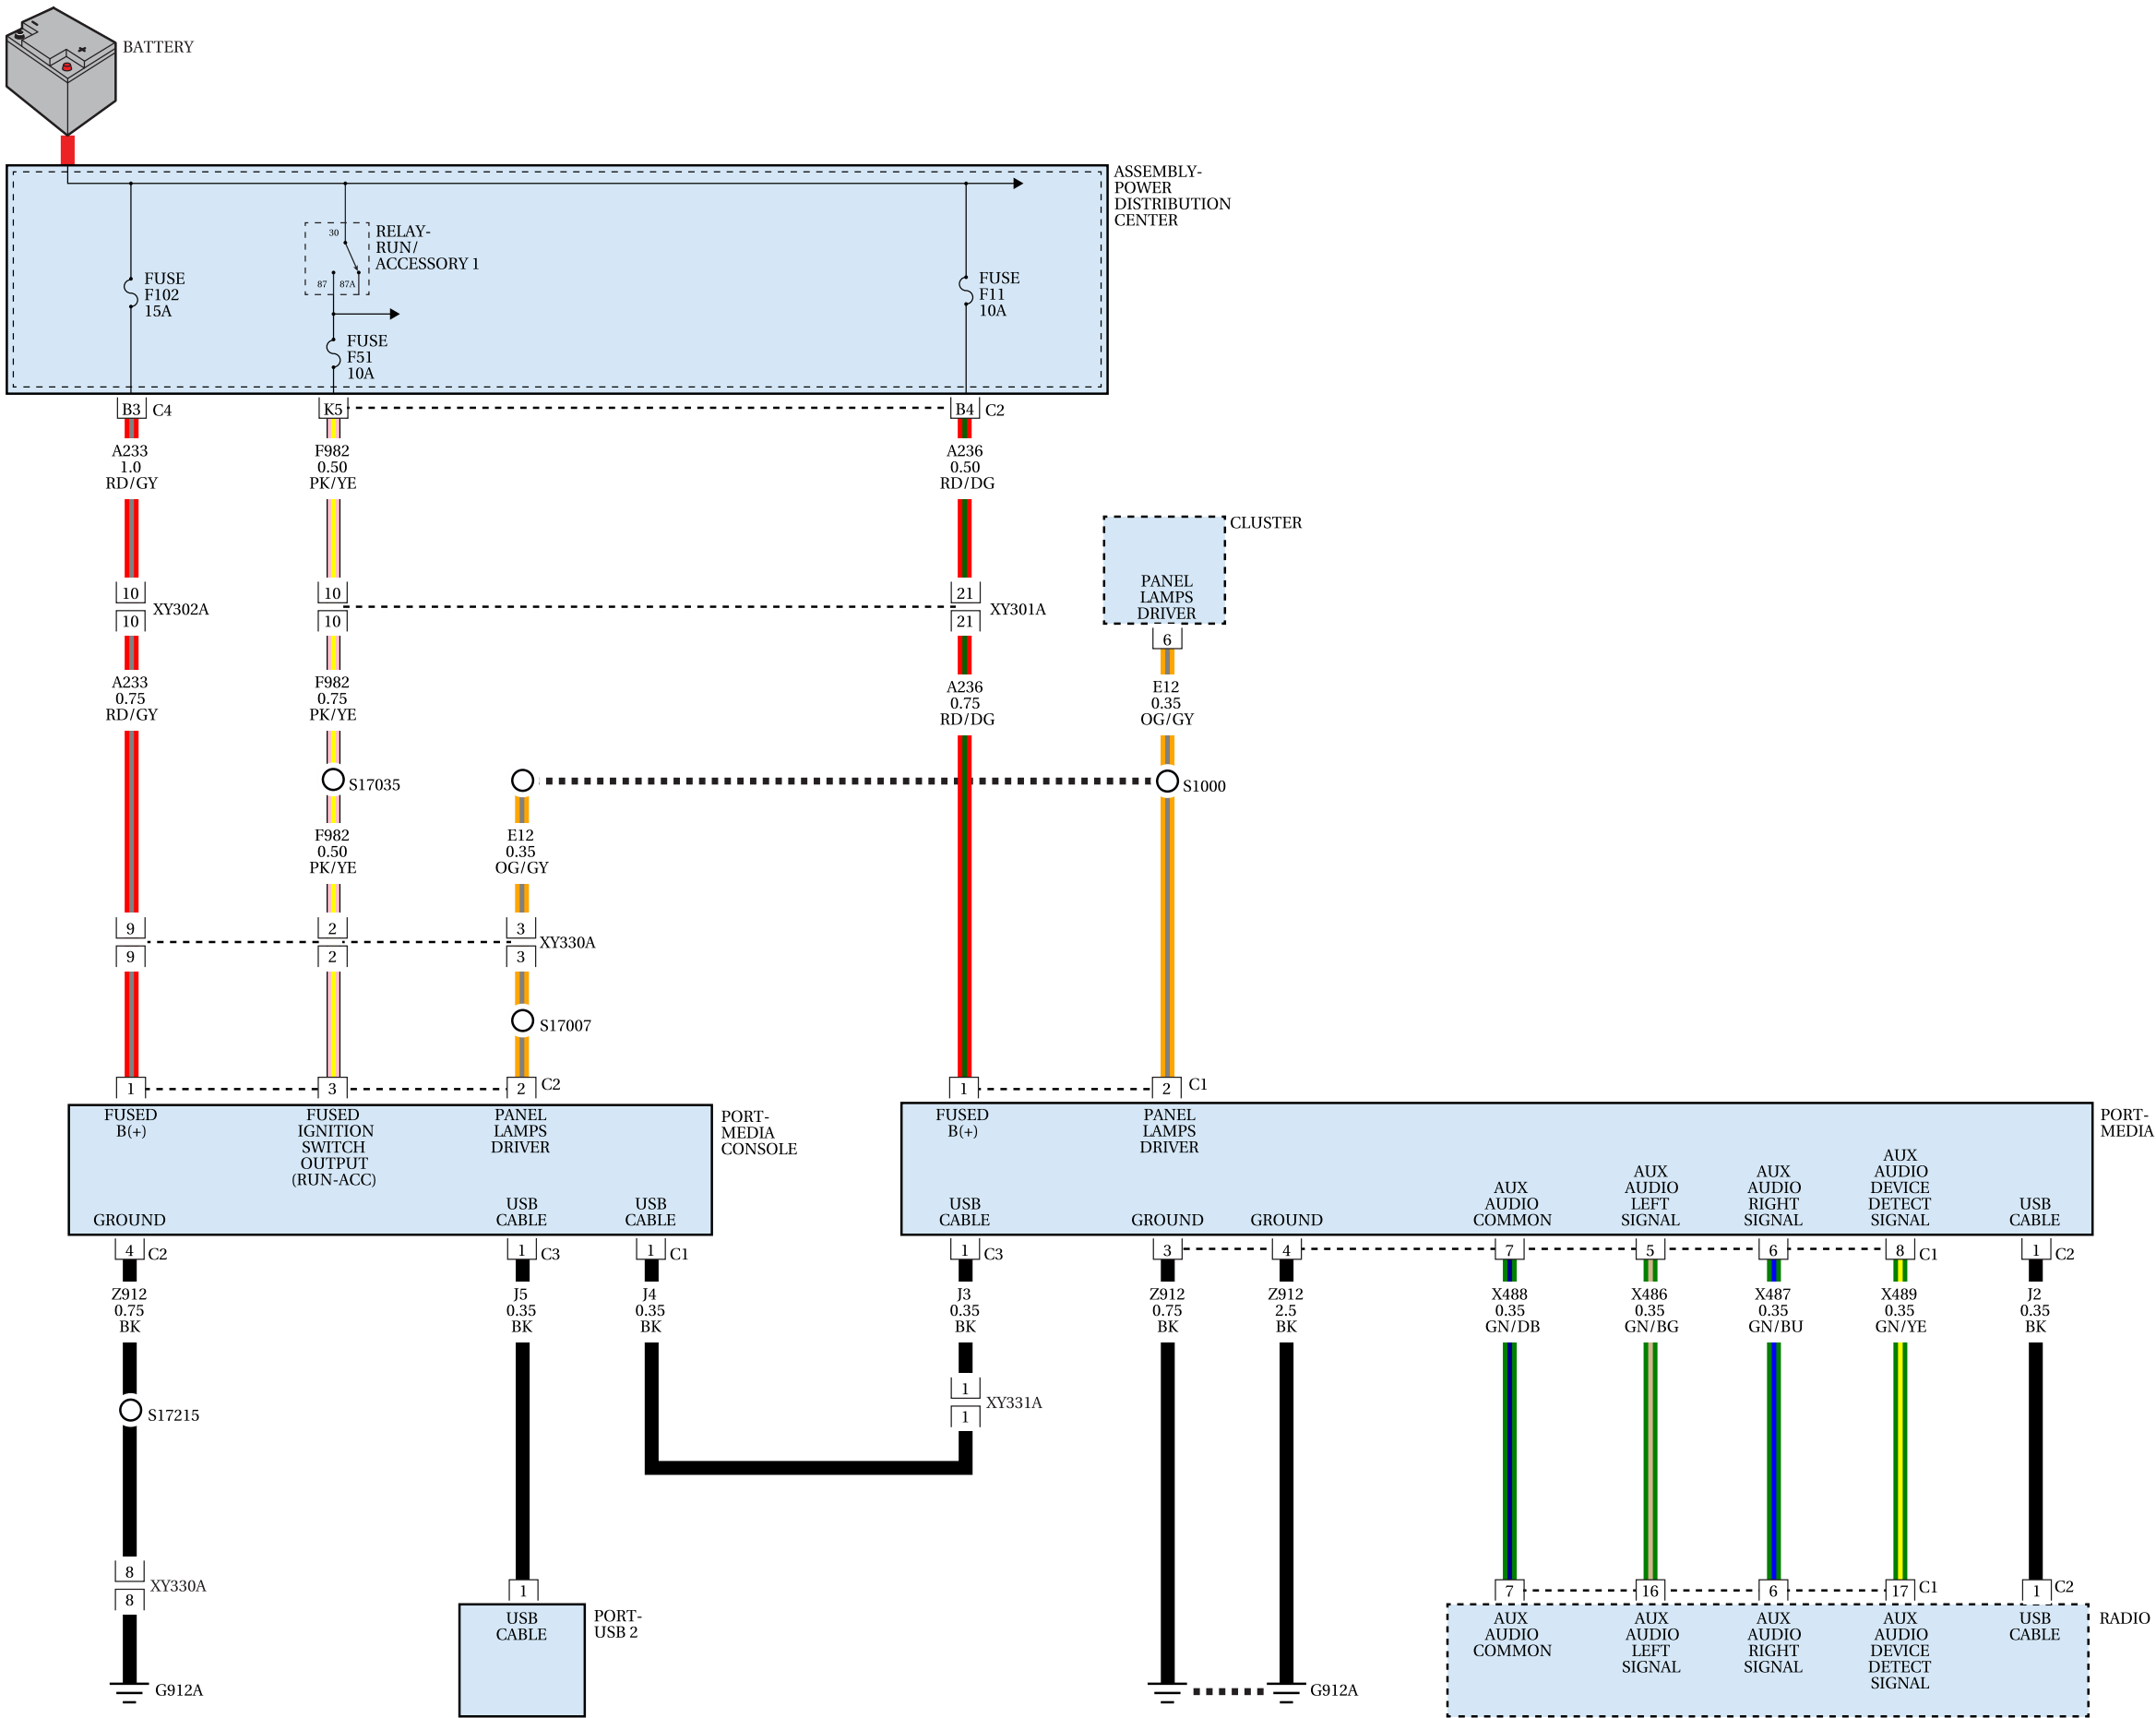 BATTERY
ASSEMBLY-
POWER
DISTRIBUTION
CENTER
30
RELAY-
RUN/
ACCESSORY 1
87
87A
FUSE
F102
15A
FUSE
F51
10A
FUSE
F11
10A
B3
C4
K5
B4
C2
A233
1.0
RD/GY
F982
0.50
PK/YE
A236
0.50
RD/DG
CLUSTER
PANEL
LAMPS
DRIVER
6
10
10
XY302A
10
10
21
21
XY301A
A233
0.75
RD/GY
F982
0.75
PK/YE
A236
0.75
RD/DG
E12
0.35
OG/GY
S17035
S1000
F982
0.50
PK/YE
E12
0.35
OG/GY
9
9
2
2
3
3
XY330A
S17007
1
3
2
C2
1
2
C1
FUSED
B(+)
FUSED
IGNITION
SWITCH
OUTPUT
(RUN-ACC)
PANEL
LAMPS
DRIVER
PORT-
MEDIA
CONSOLE
GROUND
USB
CABLE
USB
CABLE
FUSED
B(+)
PANEL
LAMPS
DRIVER
PORT-
MEDIA
USB
CABLE
GROUND
GROUND
AUX
AUDIO
COMMON
AUX
AUDIO
LEFT
SIGNAL
AUX
AUDIO
RIGHT
SIGNAL
AUX
AUDIO
DEVICE
DETECT
SIGNAL
USB
CABLE
4
C2
1
C3
1
C1
1
C3
3
4
7
5
6
8
C1
1
C2
Z912
0.75
BK
J5
0.35
BK
J4
0.35
BK
J3
0.35
BK
Z912
0.75
BK
Z912
2.5
BK
X488
0.35
GN/DB
X486
0.35
GN/BG
X487
0.35
GN/BU
X489
0.35
GN/YE
J2
0.35
BK
S17215
1
1
XY331A
8
8
XY330A
G912A
1
USB
CABLE
PORT-
USB 2
G912A
7
16
6
17
C1
1
C2
AUX
AUDIO
COMMON
AUX
AUDIO
LEFT
SIGNAL
AUX
AUDIO
RIGHT
SIGNAL
AUX
AUDIO
DEVICE
DETECT
SIGNAL
USB
CABLE
RADIO